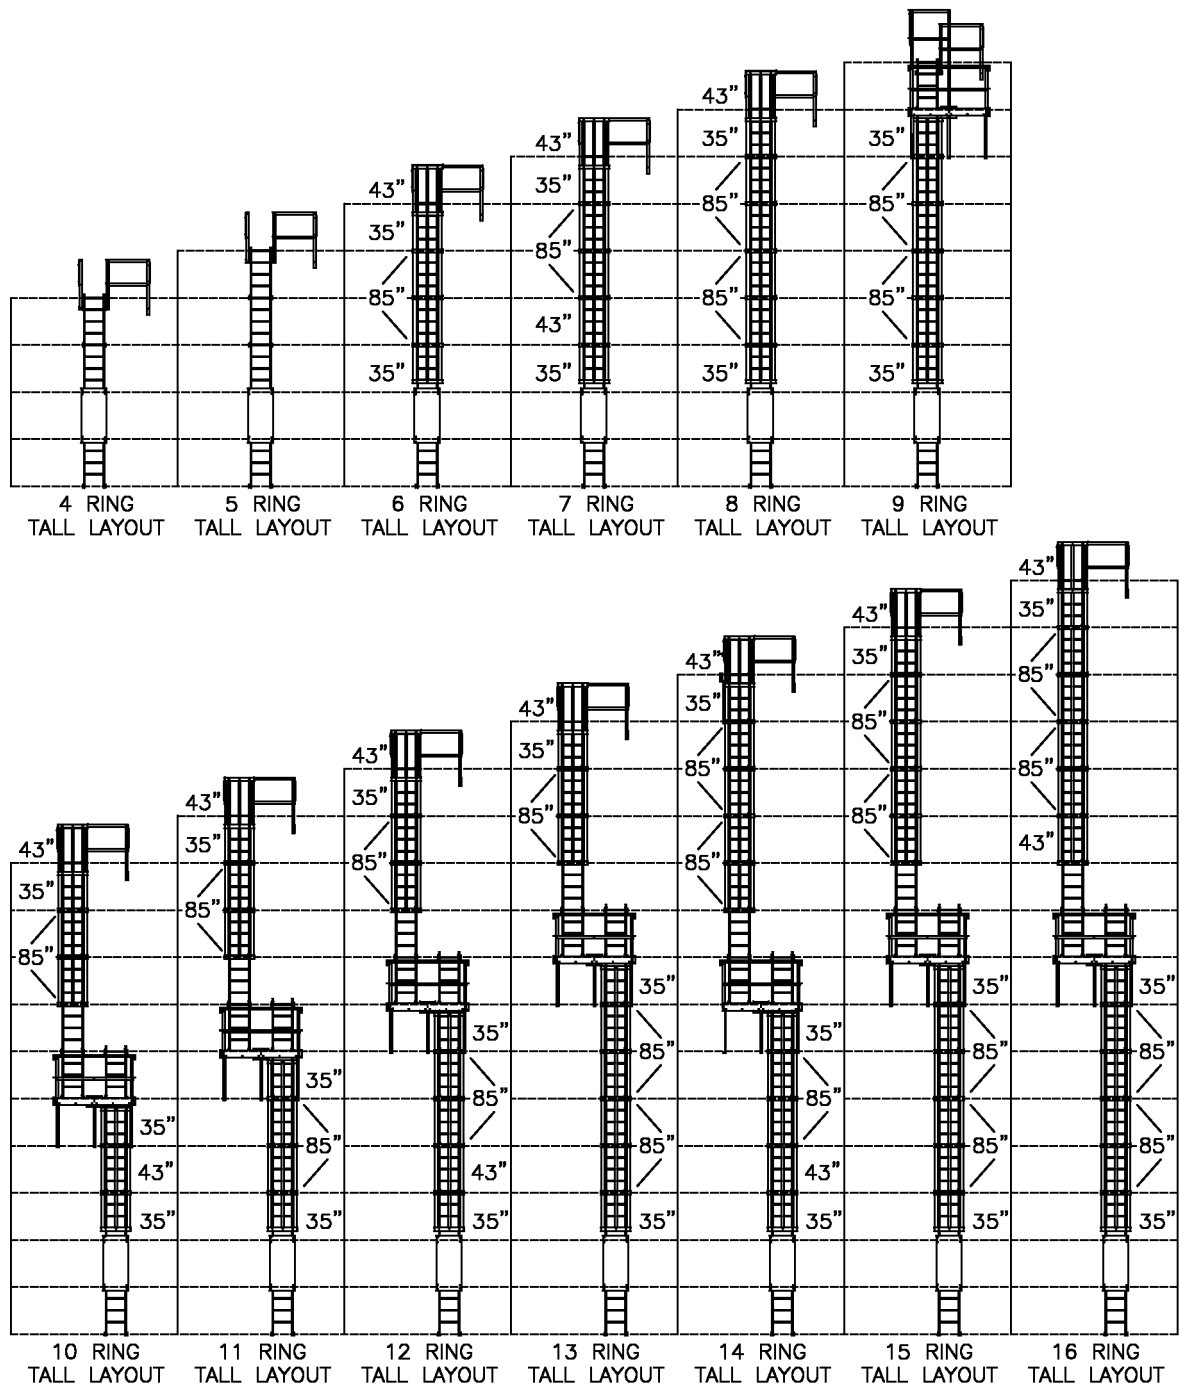 4 RING
TALL LAYOUT
5 RING
TALL LAYOUT
43”
35”
85”
35”
6 RING
TALL LAYOUT
43”
35”
85”
43”
35”
7 RING
TALL LAYOUT
43”
35”
85”
85”
35”
8 RING
TALL LAYOUT
35”
85”
85”
35”
9 RING
TALL LAYOUT
43”
35”
85”
35”
43”
35”
10 RING
TALL LAYOUT
43”
35”
85”
35”
85”
35”
11 RING
TALL LAYOUT
43”
35”
85”
35”
85”
43”
35”
12 RING
TALL LAYOUT
43”
35”
85”
35”
85”
85”
35”
13 RING
TALL LAYOUT
43”
35”
85”
85”
35”
85”
43”
35”
14 RING
TALL LAYOUT
43”
35”
85”
85”
35”
85”
85”
35”
15 RING
TALL LAYOUT
43”
35”
85”
85”
43”
35”
85”
85”
35”
16 RING
TALL LAYOUT